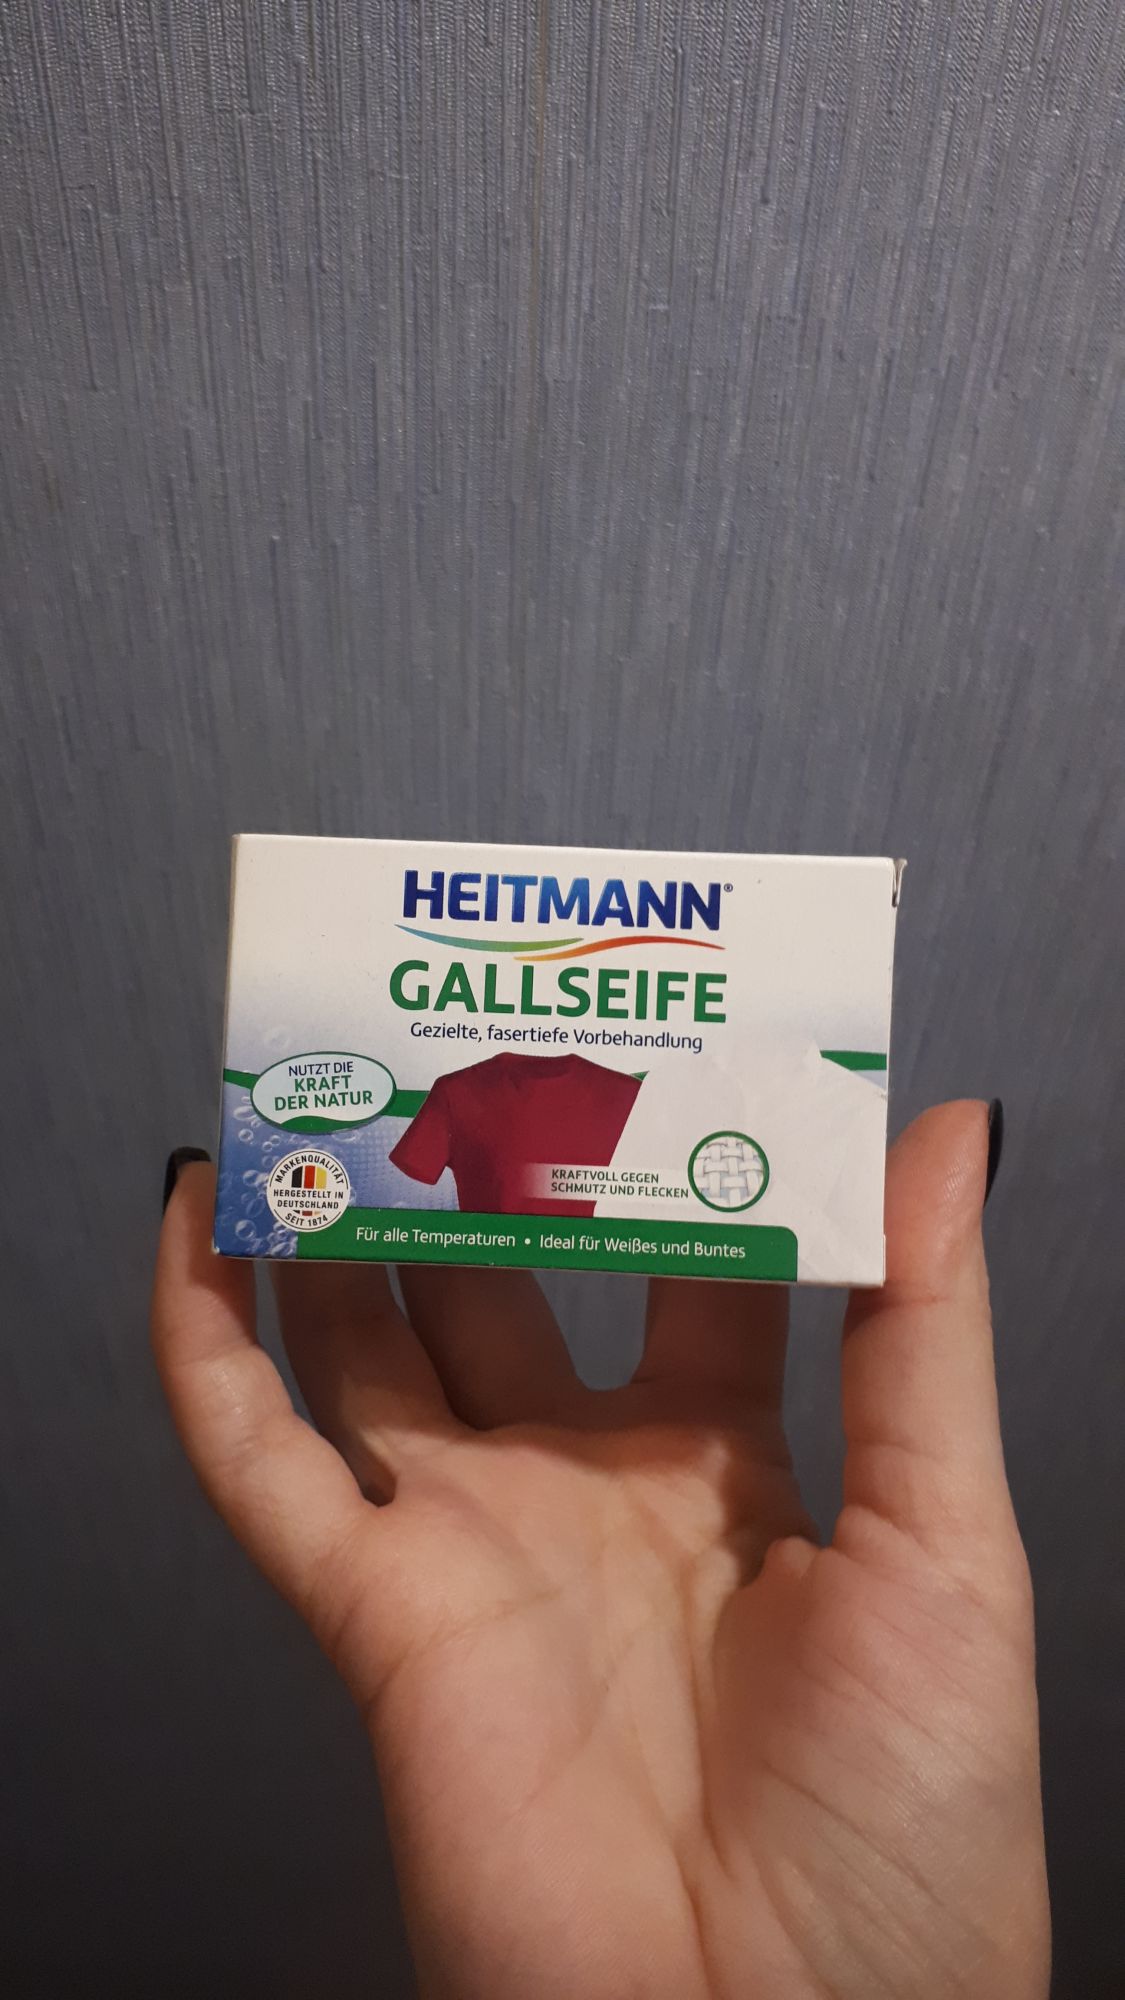 HEITMANN®
GALLSEIFE
Gezielte, fasertiefe Vorbehandlung
NUTZT DIE
KRAFT
DER NATUR
MARKENQUALITÄT
HERGESTELLT IN
DEUTSCHLAND
SEIT 1874
KRAFTVOLL GEGEN
SCHMUTZ UND FLECKEN
Für alle Temperaturen • Ideal für Weißes und Buntes